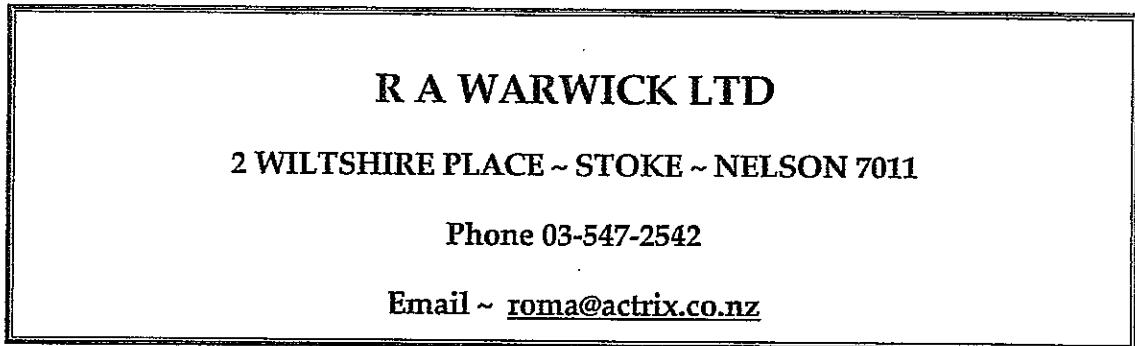 R A WARWICK LTD
2 WILTSHIRE PLACE ~ STOKE ~ NELSON 7011
Phone 03-547-2542
Email ~ roma@actrix.co.nz